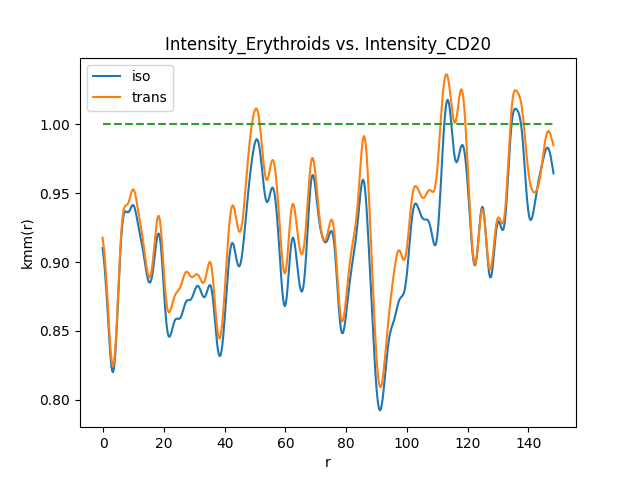 Intensity_Erythroids vs. Intensity_CD20
iso
trans
kmm(r)
1.00
0.95
0.90
0.85
0.80
0 20 40 60 80 100 120 140
r